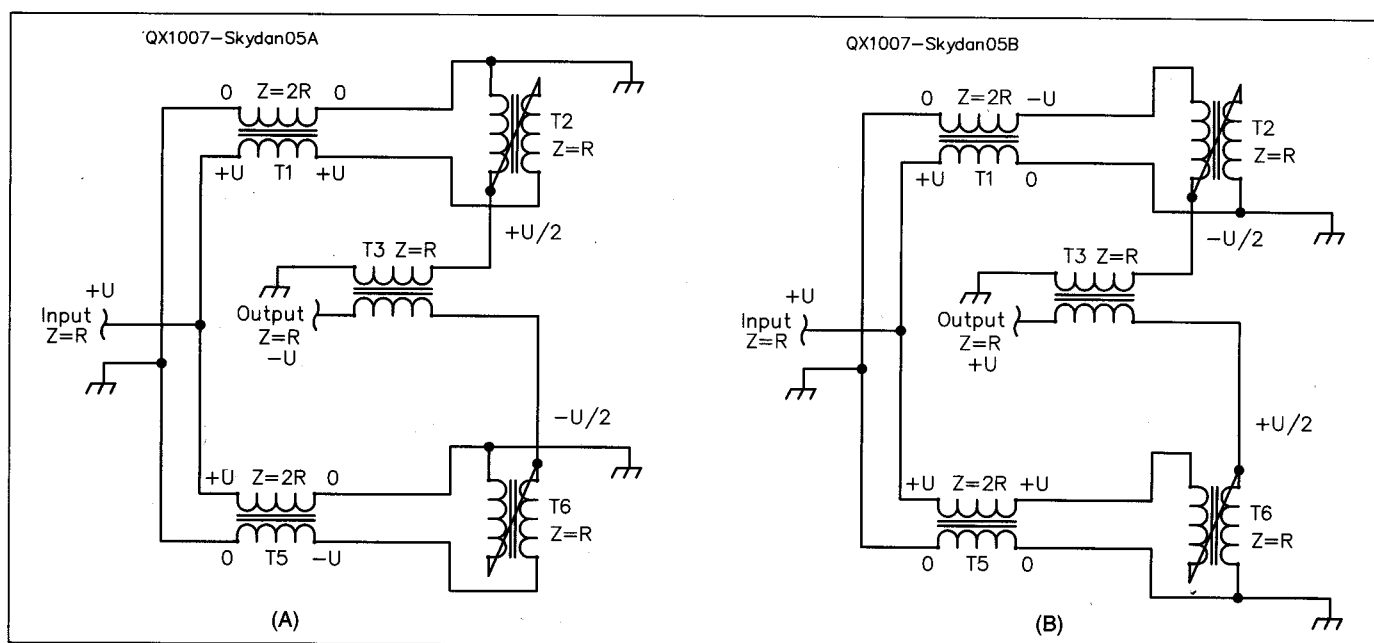 QX1007-Skydan05A
0
Z=2R
0
+U
T1
+U
T2
Z=R
+U/2
T3 Z=R
+U
Input
Z=R
Output
Z=R
-U
-U/2
+U
Z=2R
0
T6
Z=R
0
T5
-U
(A)
QX1007-Skydan05B
0
Z=2R
-U
+U
T1
0
T2
Z=R
-U/2
T3 Z=R
+U
Input
Z=R
Output
Z=R
+U
+U/2
+U
Z=2R
+U
T6
Z=R
0
T5
0
(B)